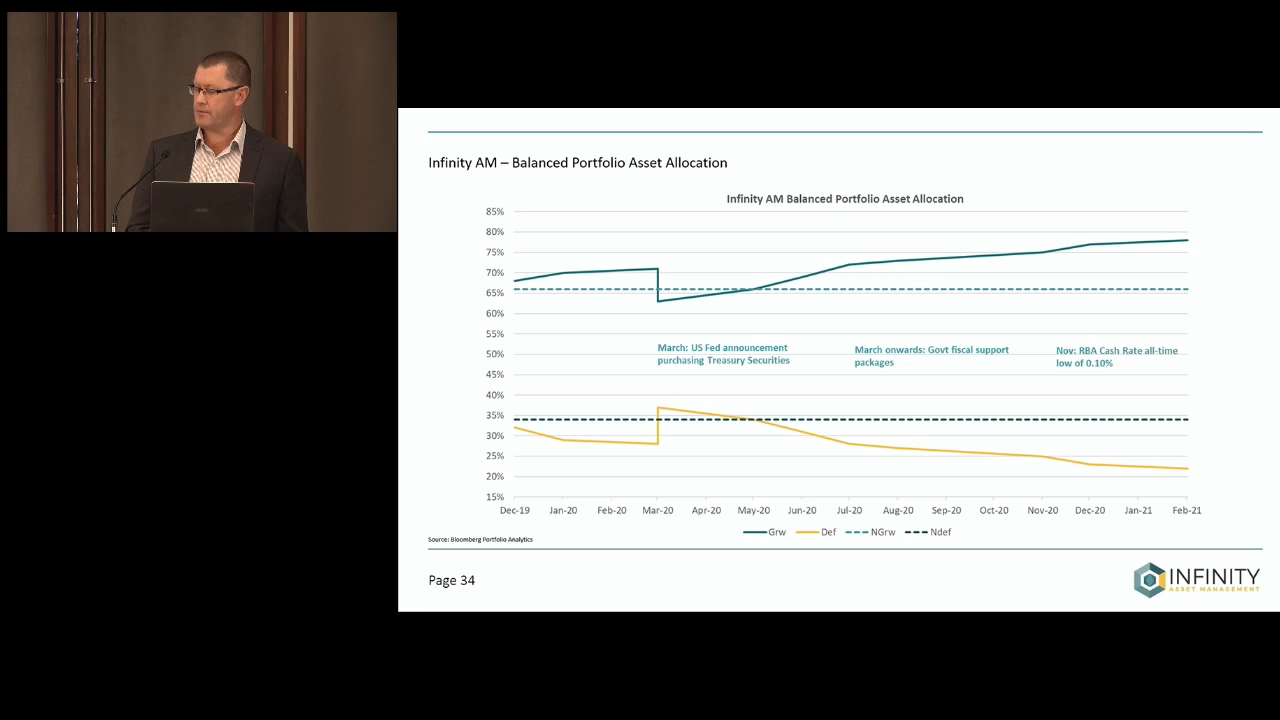 Infinity AM – Balanced Portfolio Asset Allocation
Infinity AM Balanced Portfolio Asset Allocation
85%
80%
75%
70%
65%
60%
55%
50%
45%
40%
35%
30%
25%
20%
15%
March: US Fed announcement
purchasing Treasury Securities
March onwards: Govt fiscal support
packages
Nov: RBA Cash Rate all-time
low of 0.10%
Dec-19 Jan-20 Feb-20 Mar-20 Apr-20 May-20 Jun-20 Jul-20 Aug-20 Sep-20 Oct-20 Nov-20 Dec-20 Jan-21 Feb-21
Grw Def NGrw Ndef
Source: Bloomberg Portfolio Analytics
Page 34
INFINITY
ASSET MANAGEMENT